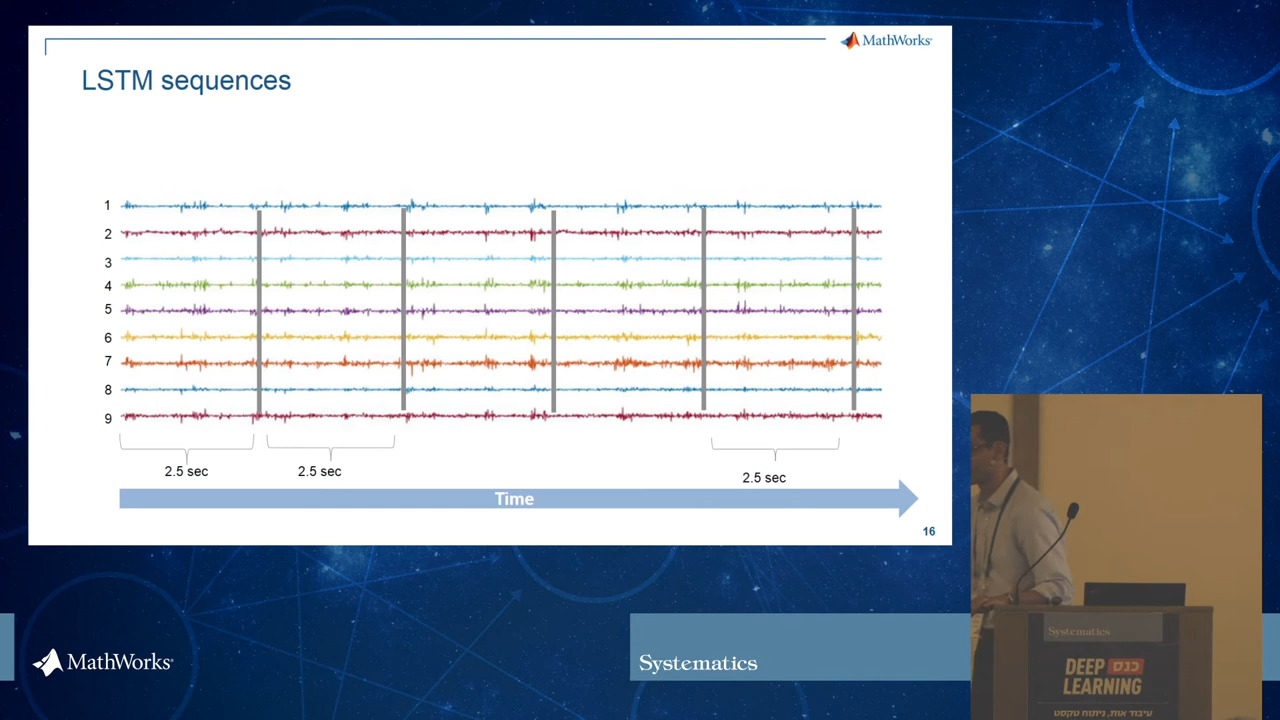 MathWorks®
LSTM sequences
1
2
3
4
5
6
7
8
9
2.5 sec
2.5 sec
2.5 sec
Time
16
MathWorks®
Systematics
Systematics
DEEP כנס
LEARNING
עיבוד אות, ניתוח טקסט